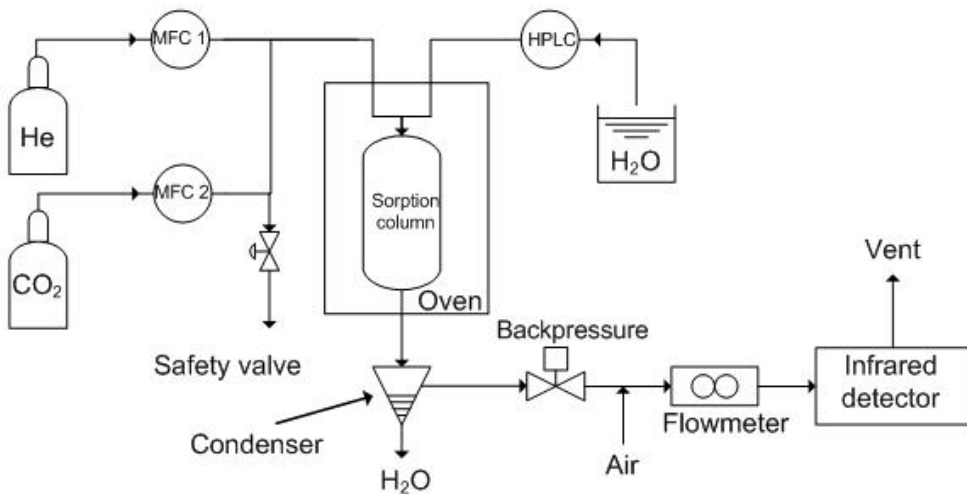 MFC 1
HPLC
He
H₂O
MFC 2
Sorption
column
CO₂
Vent
Oven
Backpressure
Safety valve
Infrared
detector
Condenser
Flowmeter
Air
H₂O